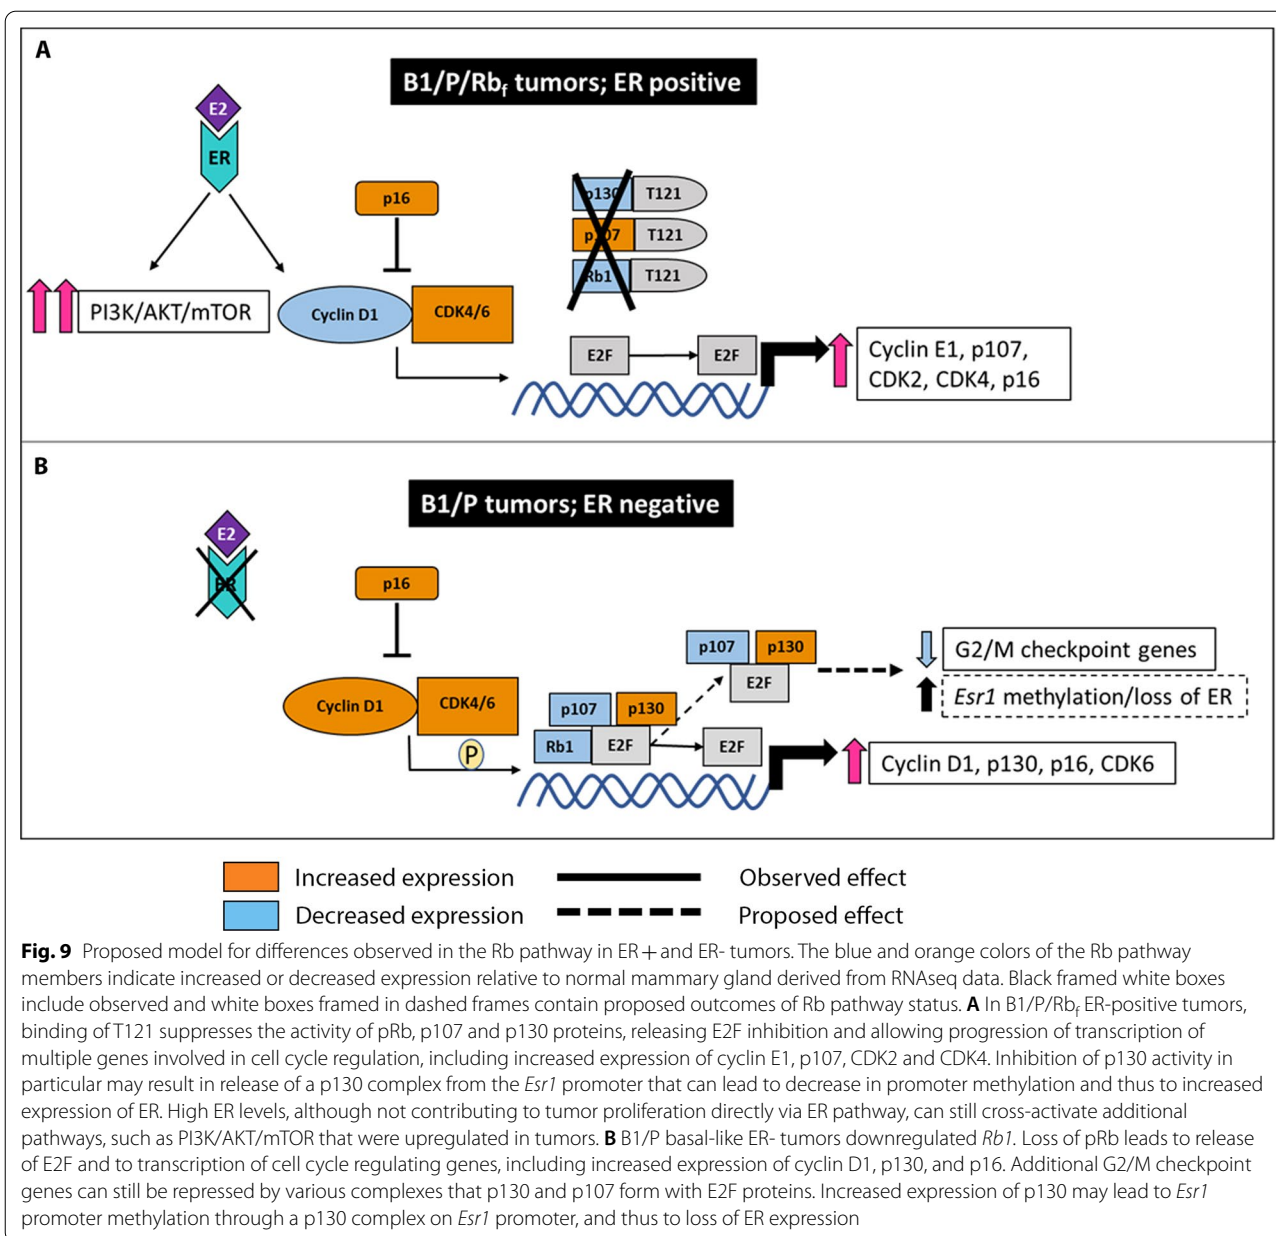 A
B1/P/Rbf tumors; ER positive
E2
ER
p16
p130 T121
p107 T121
Rb1 T121
PI3K/AKT/mTOR
Cyclin D1
CDK4/6
E2F
E2F
Cyclin E1, p107,
CDK2, CDK4, p16
B
B1/P tumors; ER negative
E2
ER
p16
p107 p130
E2F
G2/M checkpoint genes
Esr1 methylation/loss of ER
Cyclin D1
CDK4/6
p107 p130
Rb1 E2F
E2F
P
Cyclin D1, p130, p16, CDK6
Increased expression
Observed effect
Decreased expression
Proposed effect
Fig. 9 Proposed model for differences observed in the Rb pathway in ER+ and ER- tumors. The blue and orange colors of the Rb pathway
members indicate increased or decreased expression relative to normal mammary gland derived from RNAseq data. Black framed white boxes
include observed and white boxes framed in dashed frames contain proposed outcomes of Rb pathway status. A In B1/P/Rbf ER-positive tumors,
binding of T121 suppresses the activity of pRb, p107 and p130 proteins, releasing E2F inhibition and allowing progression of transcription of
multiple genes involved in cell cycle regulation, including increased expression of cyclin E1, p107, CDK2 and CDK4. Inhibition of p130 activity in
particular may result in release of a p130 complex from the Esr1 promoter that can lead to decrease in promoter methylation and thus to increased
expression of ER. High ER levels, although not contributing to tumor proliferation directly via ER pathway, can still cross-activate additional
pathways, such as PI3K/AKT/mTOR that were upregulated in tumors. B B1/P basal-like ER- tumors downregulated Rb1. Loss of pRb leads to release
of E2F and to transcription of cell cycle regulating genes, including increased expression of cyclin D1, p130, and p16. Additional G2/M checkpoint
genes can still be repressed by various complexes that p130 and p107 form with E2F proteins. Increased expression of p130 may lead to Esr1
promoter methylation through a p130 complex on Esr1 promoter, and thus to loss of ER expression